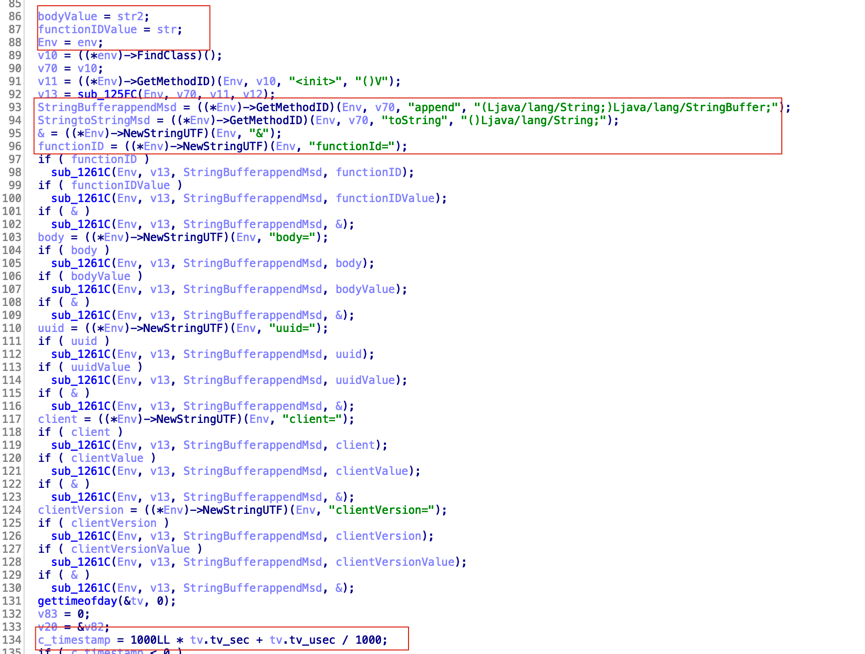 85
86 bodyValue = str2;
87 functionIDValue = str;
88 Env = env;
89 v10 = ((*env)->FindClass)();
90 v70 = v10;
91 v11 = ((*Env)->GetMethodID)(Env, v10, "<init>", "()V");
92 v13 = sub_125FC(Env, v70, v11, v12);
93 StringBufferappendMsd = ((*Env)->GetMethodID)(Env, v70, "append", "(Ljava/lang/String;)Ljava/lang/StringBuffer;");
94 StringtoStringMsd = ((*Env)->GetMethodID)(Env, v70, "toString", "()Ljava/lang/String;");
95 & = ((*Env)->NewStringUTF)(Env, "&");
96 functionID = ((*Env)->NewStringUTF)(Env, "functionId=");
97 if ( functionID )
98 sub_1261C(Env, v13, StringBufferappendMsd, functionID);
99 if ( functionIDValue )
100 sub_1261C(Env, v13, StringBufferappendMsd, functionIDValue);
101 if ( & )
102 sub_1261C(Env, v13, StringBufferappendMsd, &);
103 body = ((*Env)->NewStringUTF)(Env, "body=");
104 if ( body )
105 sub_1261C(Env, v13, StringBufferappendMsd, body);
106 if ( bodyValue )
107 sub_1261C(Env, v13, StringBufferappendMsd, bodyValue);
108 if ( & )
109 sub_1261C(Env, v13, StringBufferappendMsd, &);
110 uuid = ((*Env)->NewStringUTF)(Env, "uuid=");
111 if ( uuid )
112 sub_1261C(Env, v13, StringBufferappendMsd, uuid);
113 if ( uuidValue )
114 sub_1261C(Env, v13, StringBufferappendMsd, uuidValue);
115 if ( & )
116 sub_1261C(Env, v13, StringBufferappendMsd, &);
117 client = ((*Env)->NewStringUTF)(Env, "client=");
118 if ( client )
119 sub_1261C(Env, v13, StringBufferappendMsd, client);
120 if ( clientValue )
121 sub_1261C(Env, v13, StringBufferappendMsd, clientValue);
122 if ( & )
123 sub_1261C(Env, v13, StringBufferappendMsd, &);
124 clientVersion = ((*Env)->NewStringUTF)(Env, "clientVersion=");
125 if ( clientVersion )
126 sub_1261C(Env, v13, StringBufferappendMsd, clientVersion);
127 if ( clientVersionValue )
128 sub_1261C(Env, v13, StringBufferappendMsd, clientVersionValue);
129 if ( & )
130 sub_1261C(Env, v13, StringBufferappendMsd, &);
131 gettimeofday(&tv, 0);
132 v83 = 0;
133 v20 = &v82;
134 c_timestamp = 1000LL * tv.tv_sec + tv.tv_usec / 1000;
135 if ( c_timestamp < 0 )